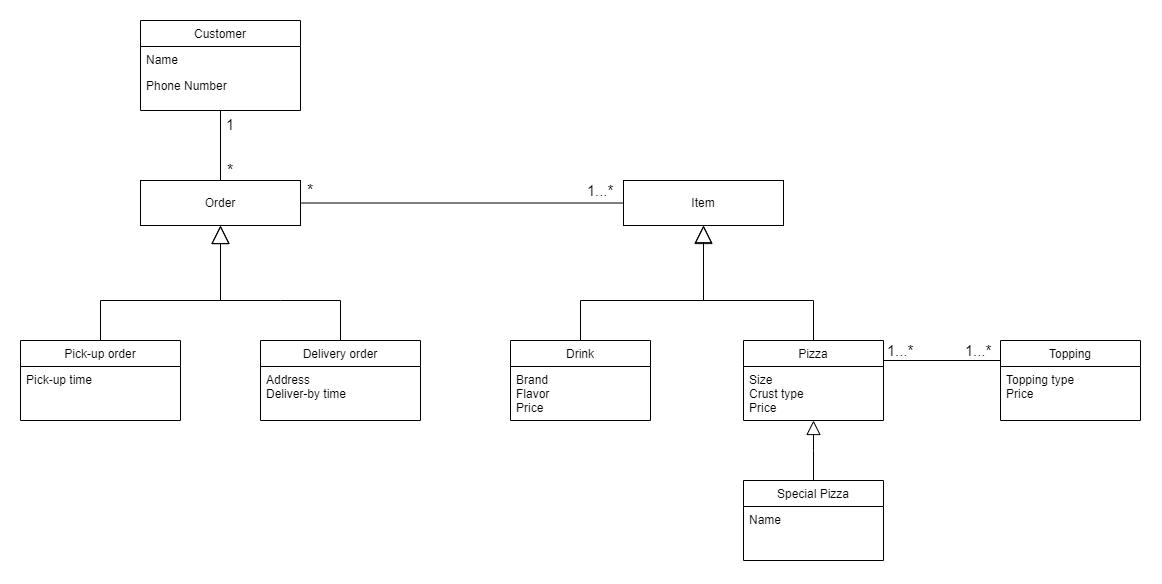 Customer
Name
Phone Number
1
*
Order
*
1...*
Item
Pick-up order
Pick-up time
Delivery order
Address
Deliver-by time
Drink
Brand
Flavor
Price
Pizza
Size
Crust type
Price
1...*
1...*
Topping
Topping type
Price
Special Pizza
Name